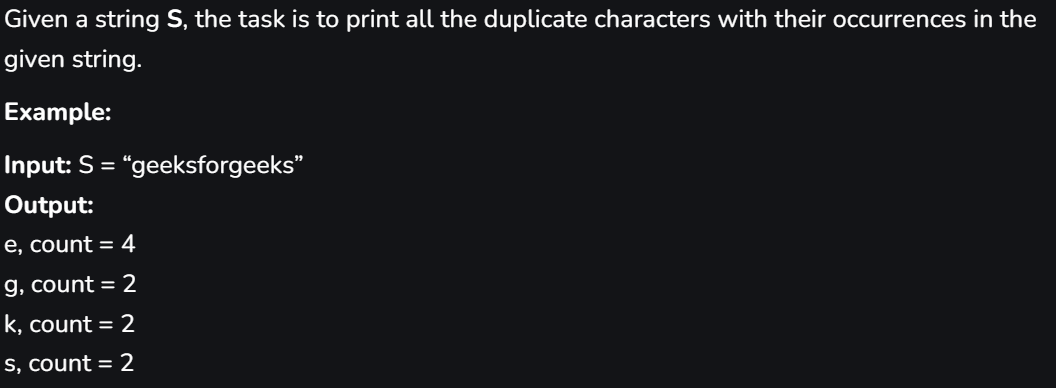 Given a string S, the task is to print all the duplicate characters with their occurrences in the
given string.
Example:
Input: S = “geeksforgeeks”
Output:
e, count = 4
g, count = 2
k, count = 2
s, count = 2